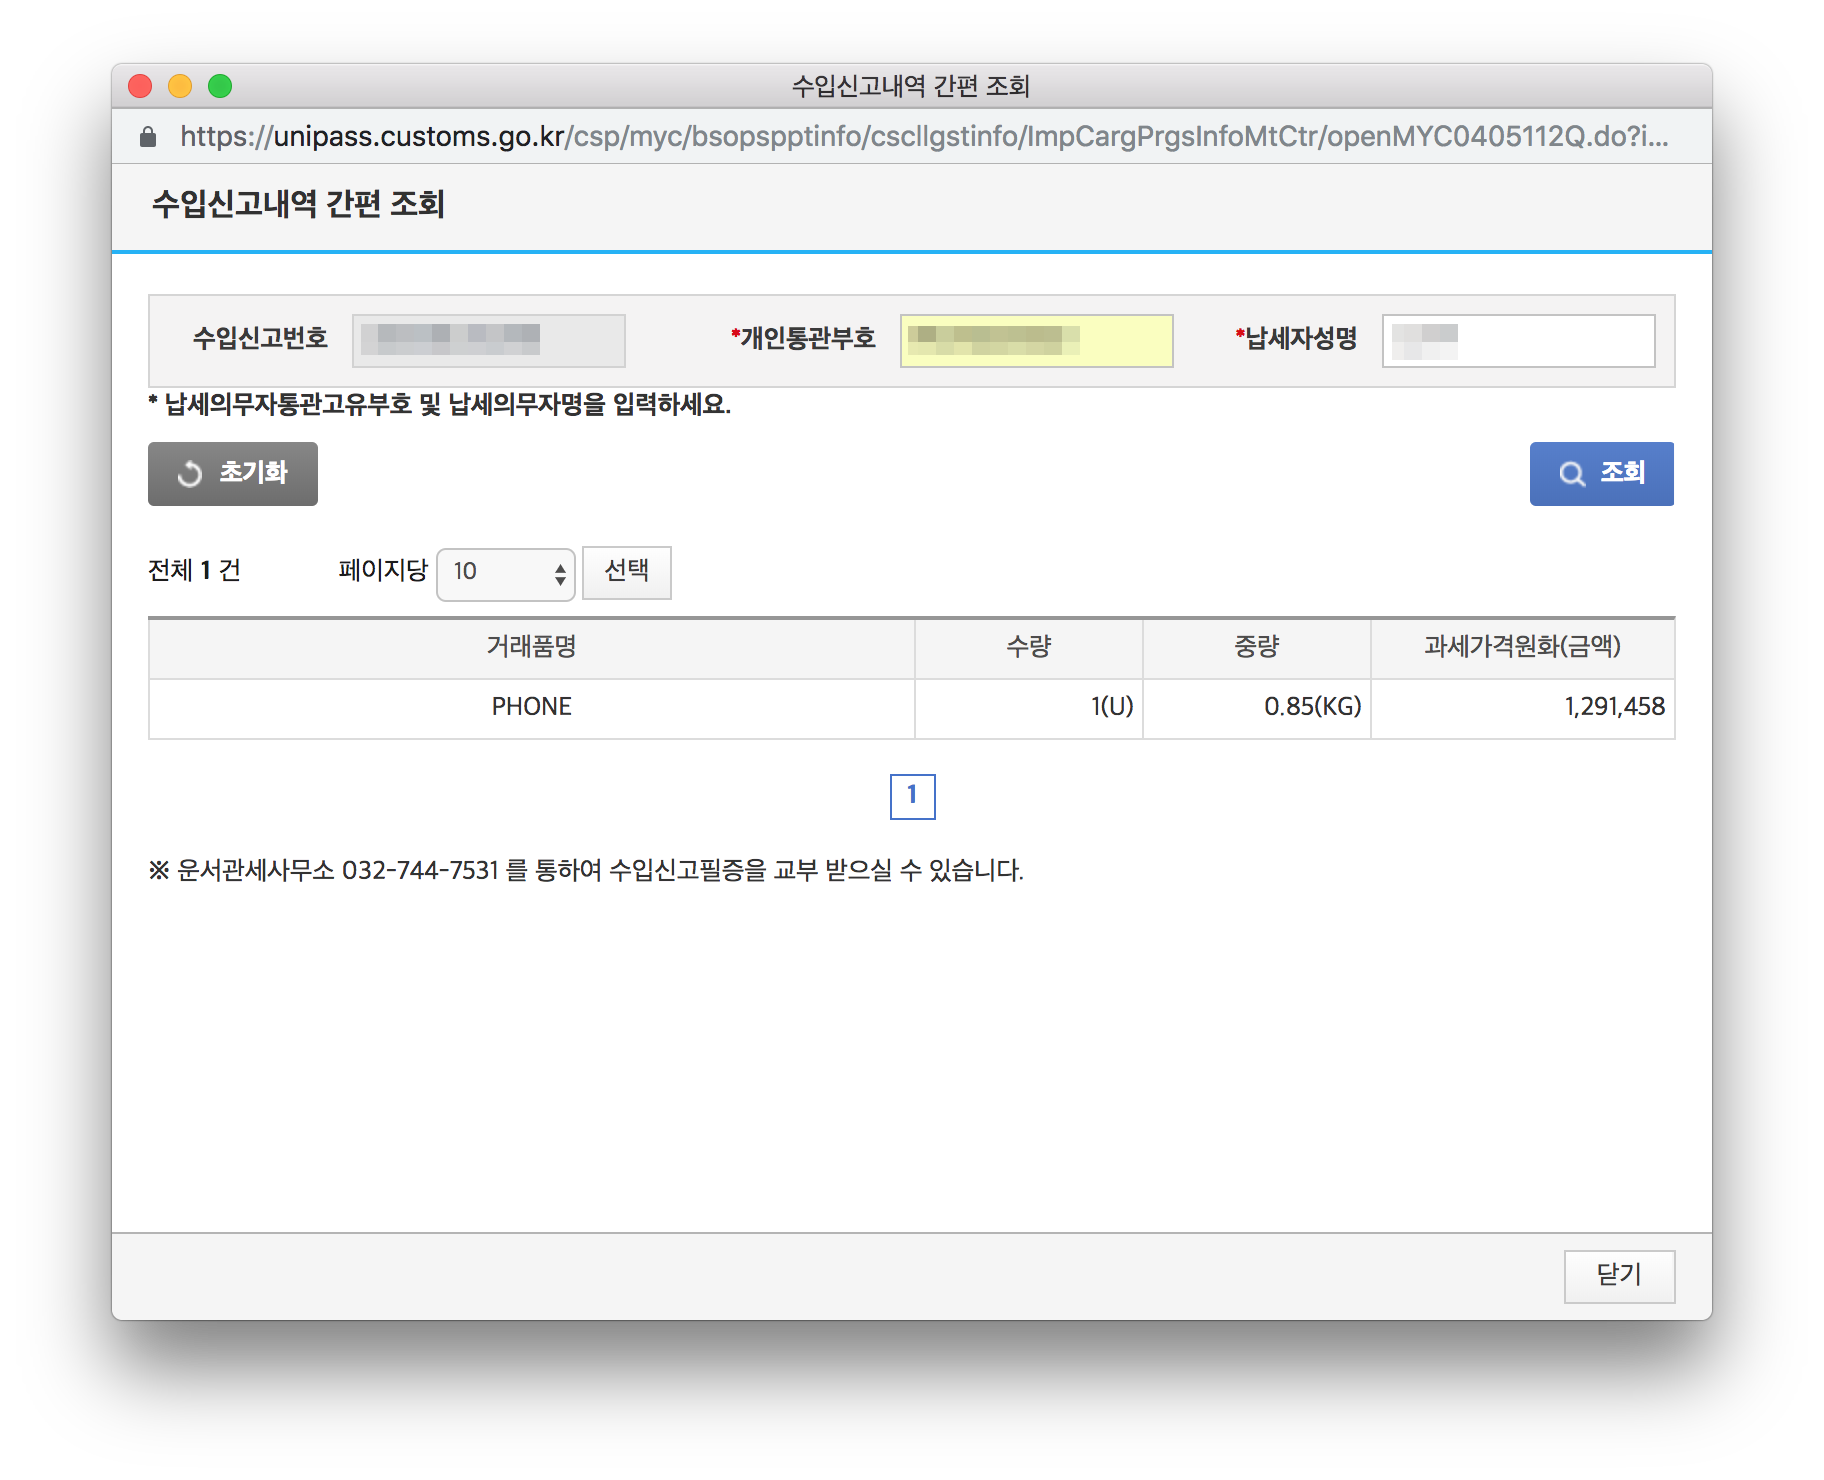 수입신고내역 간편 조회
https://unipass.customs.go.kr/csp/myc/bsopspptinfo/cscllgstinfo/ImpCargPrgsInfoMtCtr/openMYC0405112Q.do?i...
수입신고내역 간편 조회
수입신고번호 *개인통관부호 *납세자성명
* 납세의무자통관고유부호 및 납세의무자명을 입력하세요.
초기화 조회
전체 1 건 페이지당 10 선택
거래품명 수량 중량 과세가격원화(금액)
PHONE 1(U) 0.85(KG) 1,291,458
1
※ 운서관세사무소 032-744-7531 를 통하여 수입신고필증을 교부 받으실 수 있습니다.
닫기